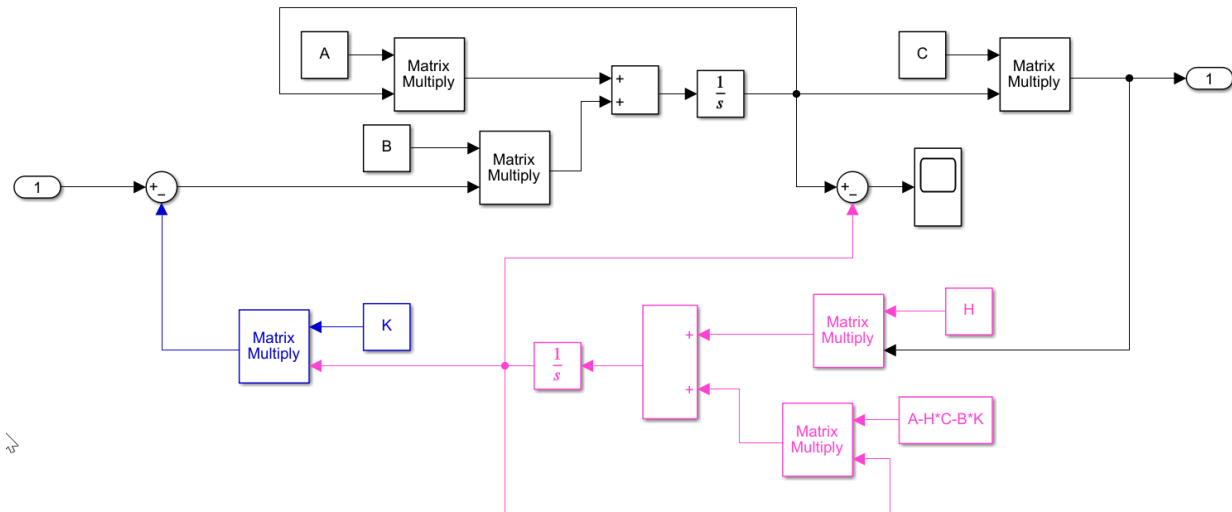 A
Matrix
Multiply
+
+
1
s
C
Matrix
Multiply
1
B
Matrix
Multiply
1
+
-
+
-
K
Matrix
Multiply
H
Matrix
Multiply
+
+
1
s
A-H*C-B*K
Matrix
Multiply